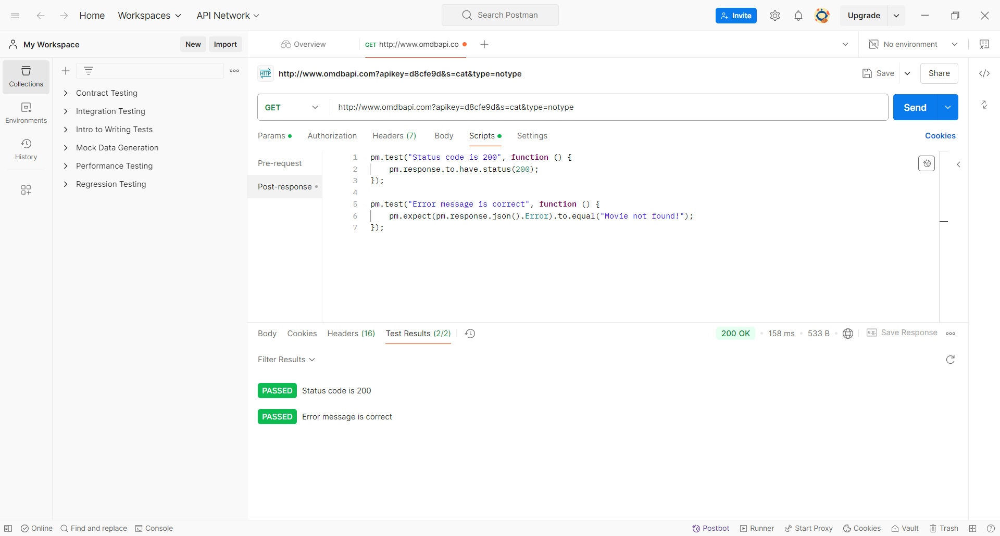 Home Workspaces API Network Search Postman Invite Upgrade
My Workspace New Import Overview GET http://www.omdbapi.co No environment
Collections
Environments
History
Contract Testing
Integration Testing
Intro to Writing Tests
Mock Data Generation
Performance Testing
Regression Testing
HTTP http://www.omdbapi.com?apikey=d8cfe9d&s=cat&type=notype Save Share
GET http://www.omdbapi.com?apikey=d8cfe9d&s=cat&type=notype Send
Params Authorization Headers (7) Body Scripts Settings Cookies
Pre-request
Post-response
1 pm.test("Status code is 200", function () {
2 pm.response.to.have.status(200);
3 });
4
5 pm.test("Error message is correct", function () {
6 pm.expect(pm.response.json().Error).to.equal("Movie not found!");
7 });
Body Cookies Headers (16) Test Results (2/2) 200 OK 158 ms 533 B e.g. Save Response
Filter Results
PASSED Status code is 200
PASSED Error message is correct
Online Find and replace Console Postbot Runner Start Proxy Cookies Vault Trash